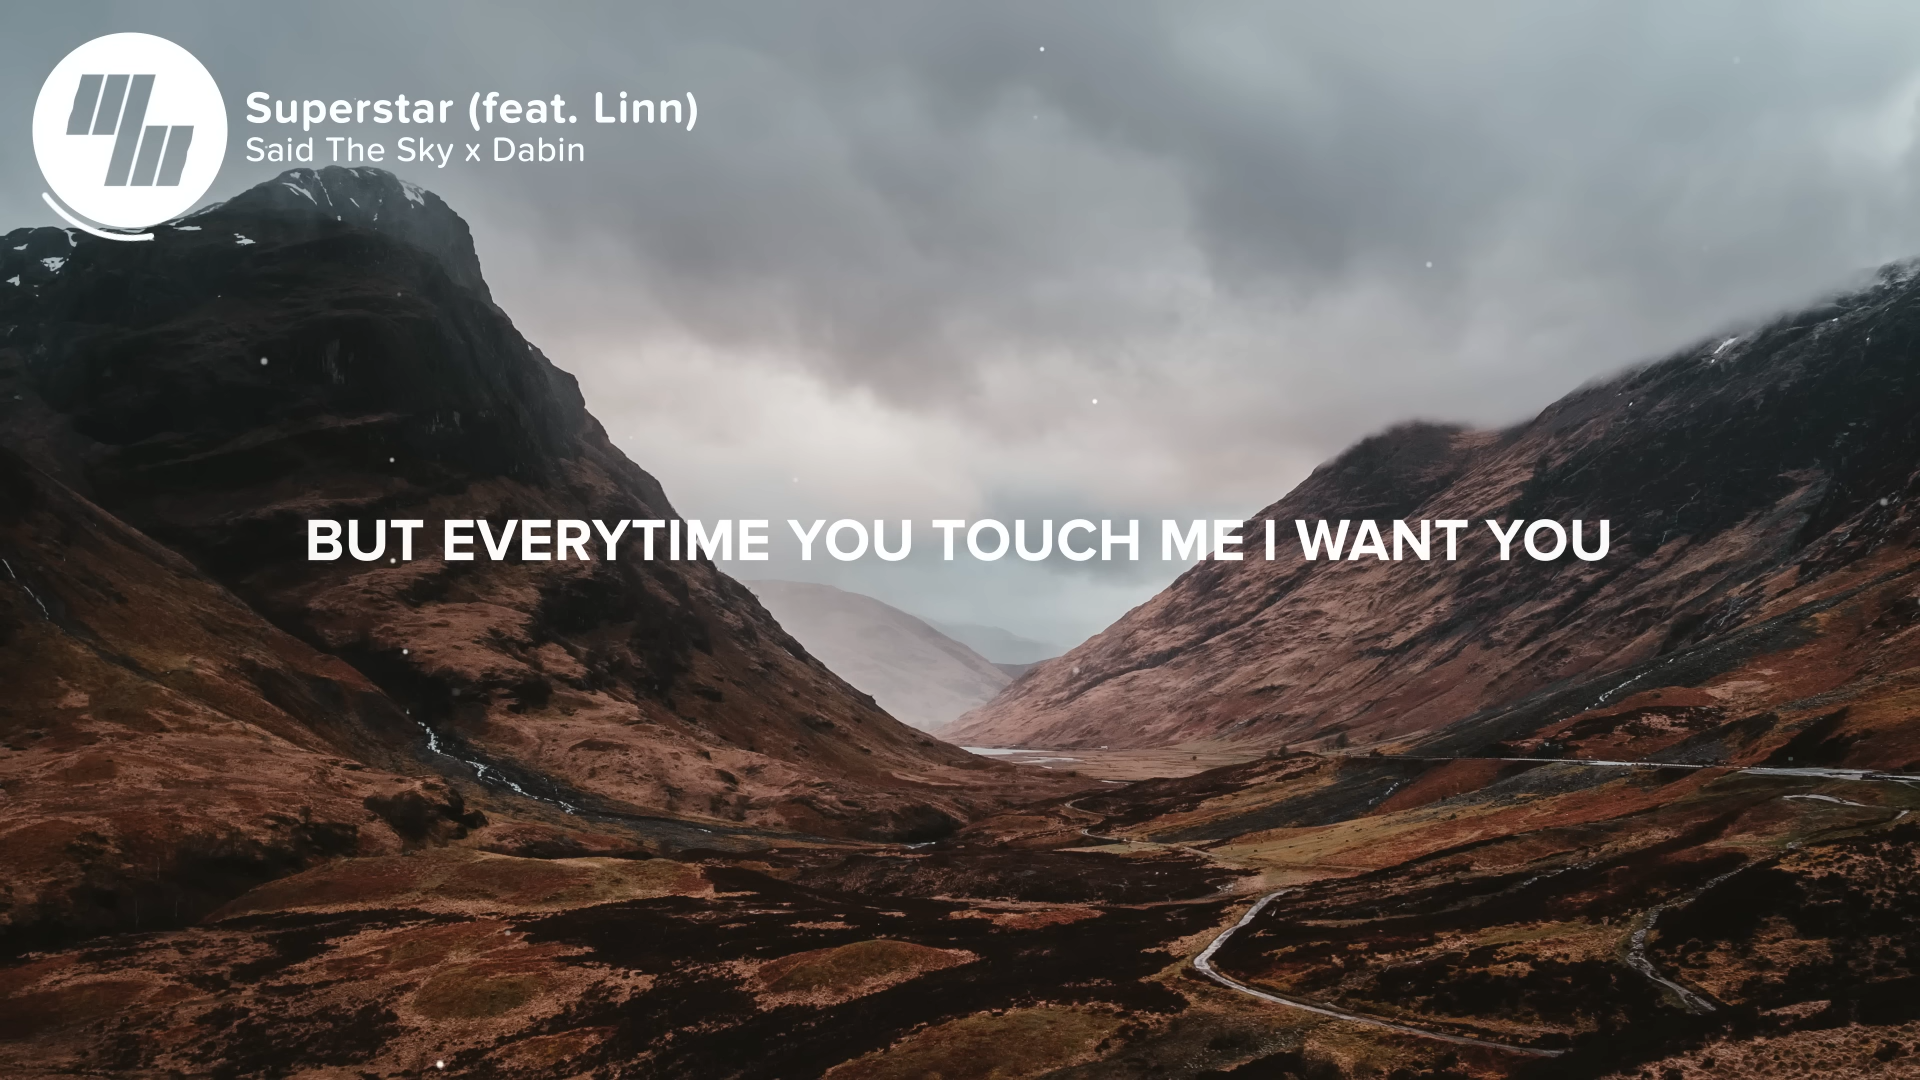 Superstar (feat. Linn)
Said The Sky x Dabin
BUT EVERYTIME YOU TOUCH ME I WANT YOU